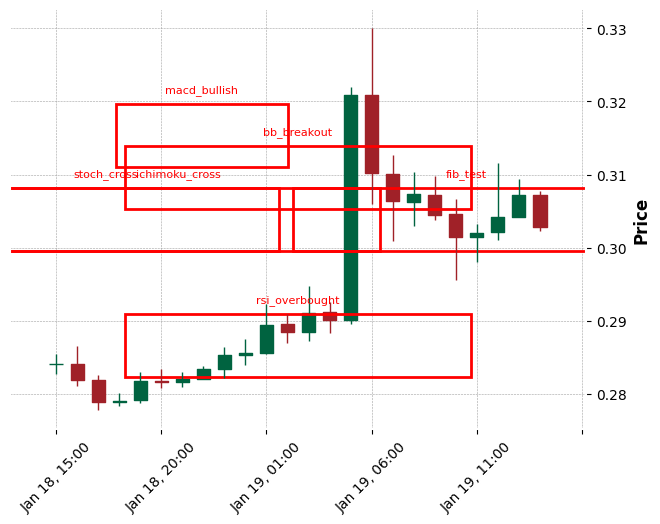 0.33
macd_bullish
0.32
bb_breakout
0.31
stoch_cross
ichimoku_cross
fib_test
0.30
Price
rsi_overbought
0.29
0.28
Jan 18, 15:00
Jan 18, 20:00
Jan 19, 01:00
Jan 19, 06:00
Jan 19, 11:00